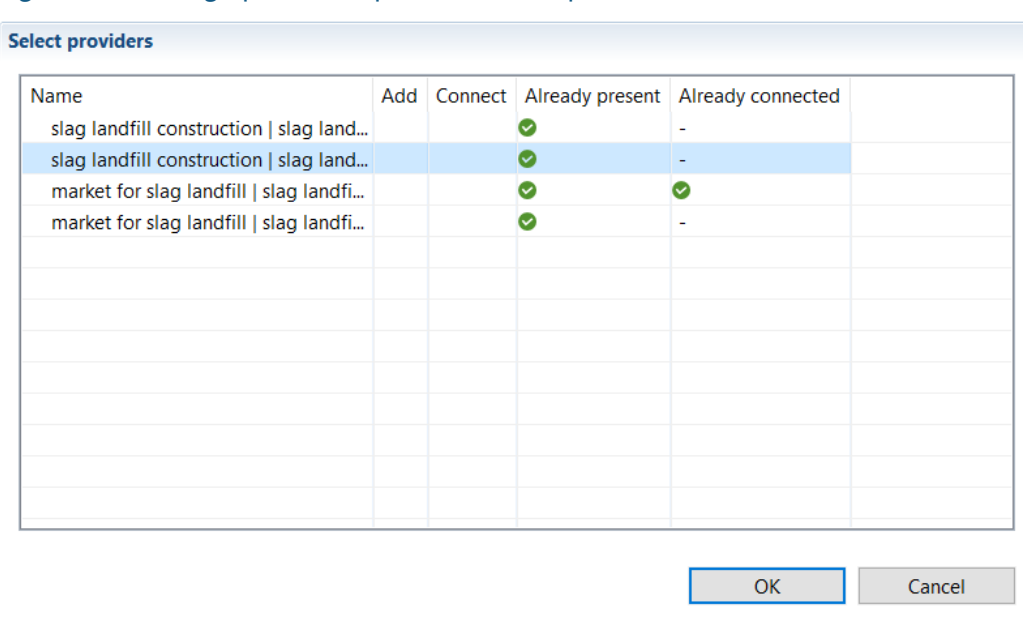 Select providers
Name Add Connect Already present Already connected
slag landfill construction | slag land... -
slag landfill construction | slag land... -
market for slag landfill | slag landfi...
market for slag landfill | slag landfi... -
OK Cancel